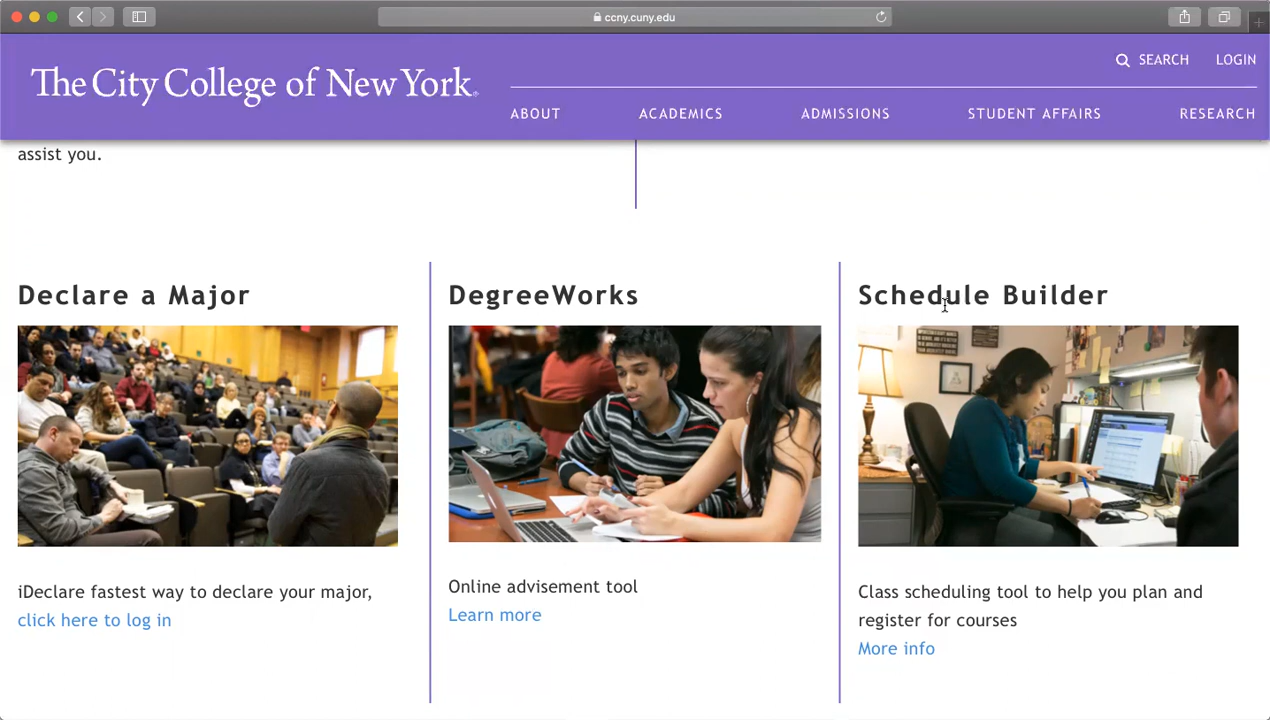 ccny.cuny.edu
The City College of New York
SEARCH LOGIN
ABOUT ACADEMICS ADMISSIONS STUDENT AFFAIRS RESEARCH
assist you.
Declare a Major
iDeclare fastest way to declare your major,
click here to log in
DegreeWorks
Online advisement tool
Learn more
Schedule Builder
Class scheduling tool to help you plan and
register for courses
More info